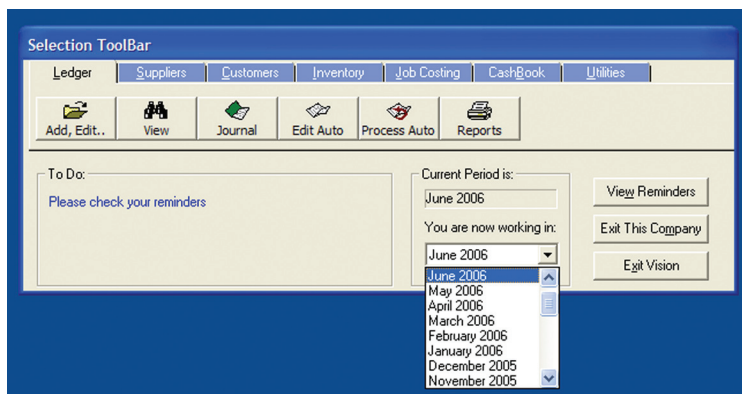 Selection ToolBar
Ledger Suppliers Customers Inventory Job Costing CashBook Utilities
Add, Edit.. View Journal Edit Auto Process Auto Reports
To Do:
Please check your reminders
Current Period is:
June 2006
You are now working in:
June 2006
June 2006
May 2006
April 2006
March 2006
February 2006
January 2006
December 2005
November 2005
View Reminders
Exit This Company
Exit Vision